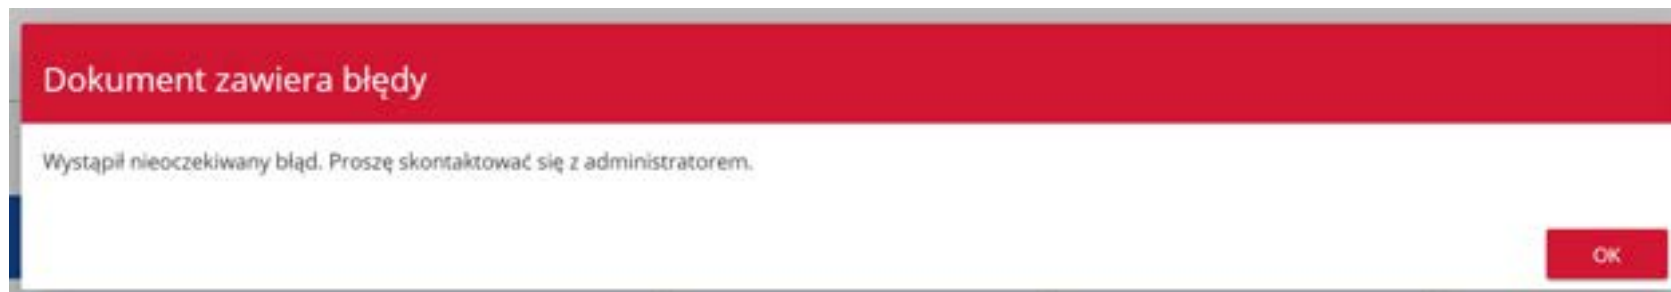 Dokument zawiera błędy
Wystąpił nieoczekiwany błąd. Proszę skontaktować się z administratorem.
OK